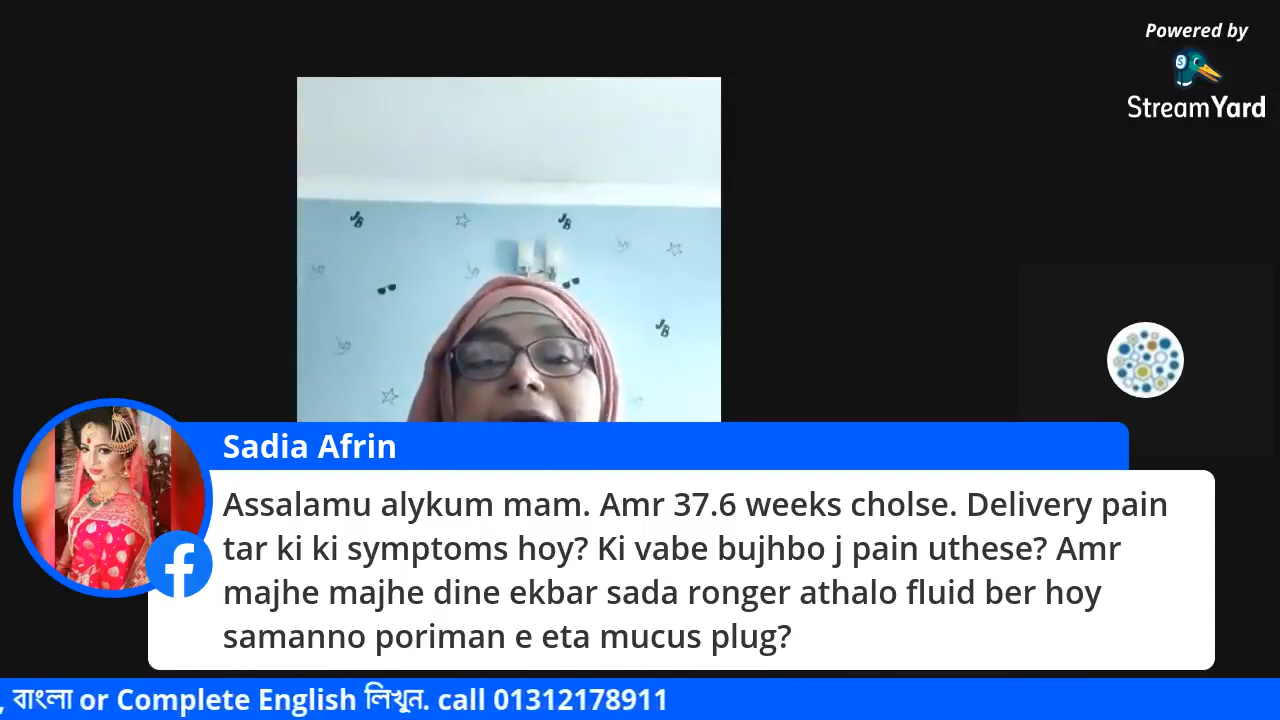 Powered by
StreamYard
Sadia Afrin
Assalamu alykum mam. Amr 37.6 weeks cholse. Delivery pain
tar ki ki symptoms hoy? Ki vabe bujhbo j pain uthese? Amr
majhe majhe dine ekbar sada ronger athalo fluid ber hoy
samanno poriman e eta mucus plug?
, বাংলা or Complete English লিখুন. call 01312178911